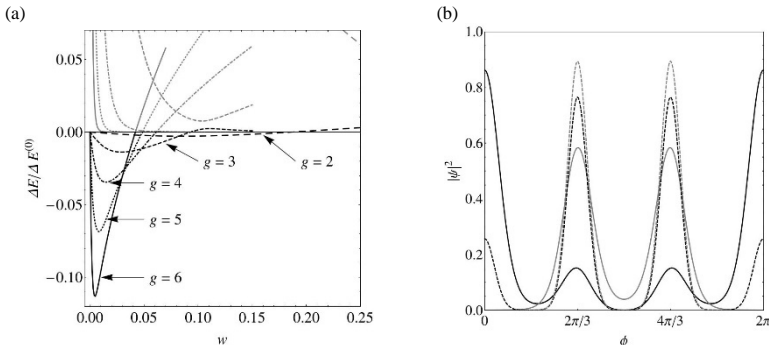 (a)
(b)
ΔE/ΔE^(0)
0.05
0.00
−0.05
−0.10
g = 2
g = 3
g = 4
g = 5
g = 6
0.00 0.05 0.10 0.15 0.20 0.25
w
|ψ|²
1.0
0.8
0.6
0.4
0.2
0.0
0 2π/3 4π/3 2π
ϕ